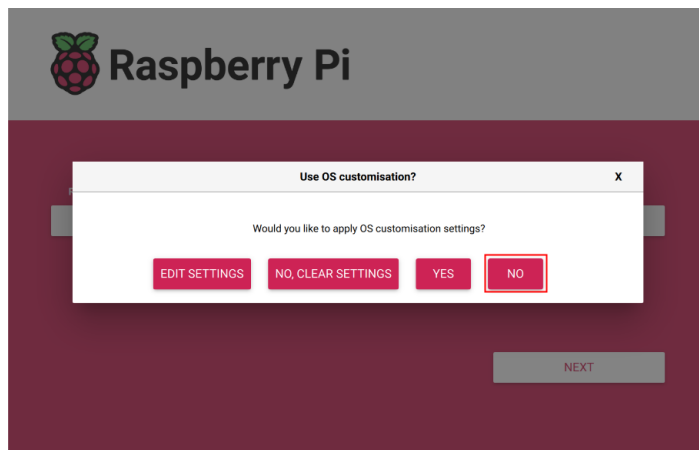 Raspberry Pi
Use OS customisation? X
Would you like to apply OS customisation settings?
EDIT SETTINGS NO, CLEAR SETTINGS YES NO
NEXT